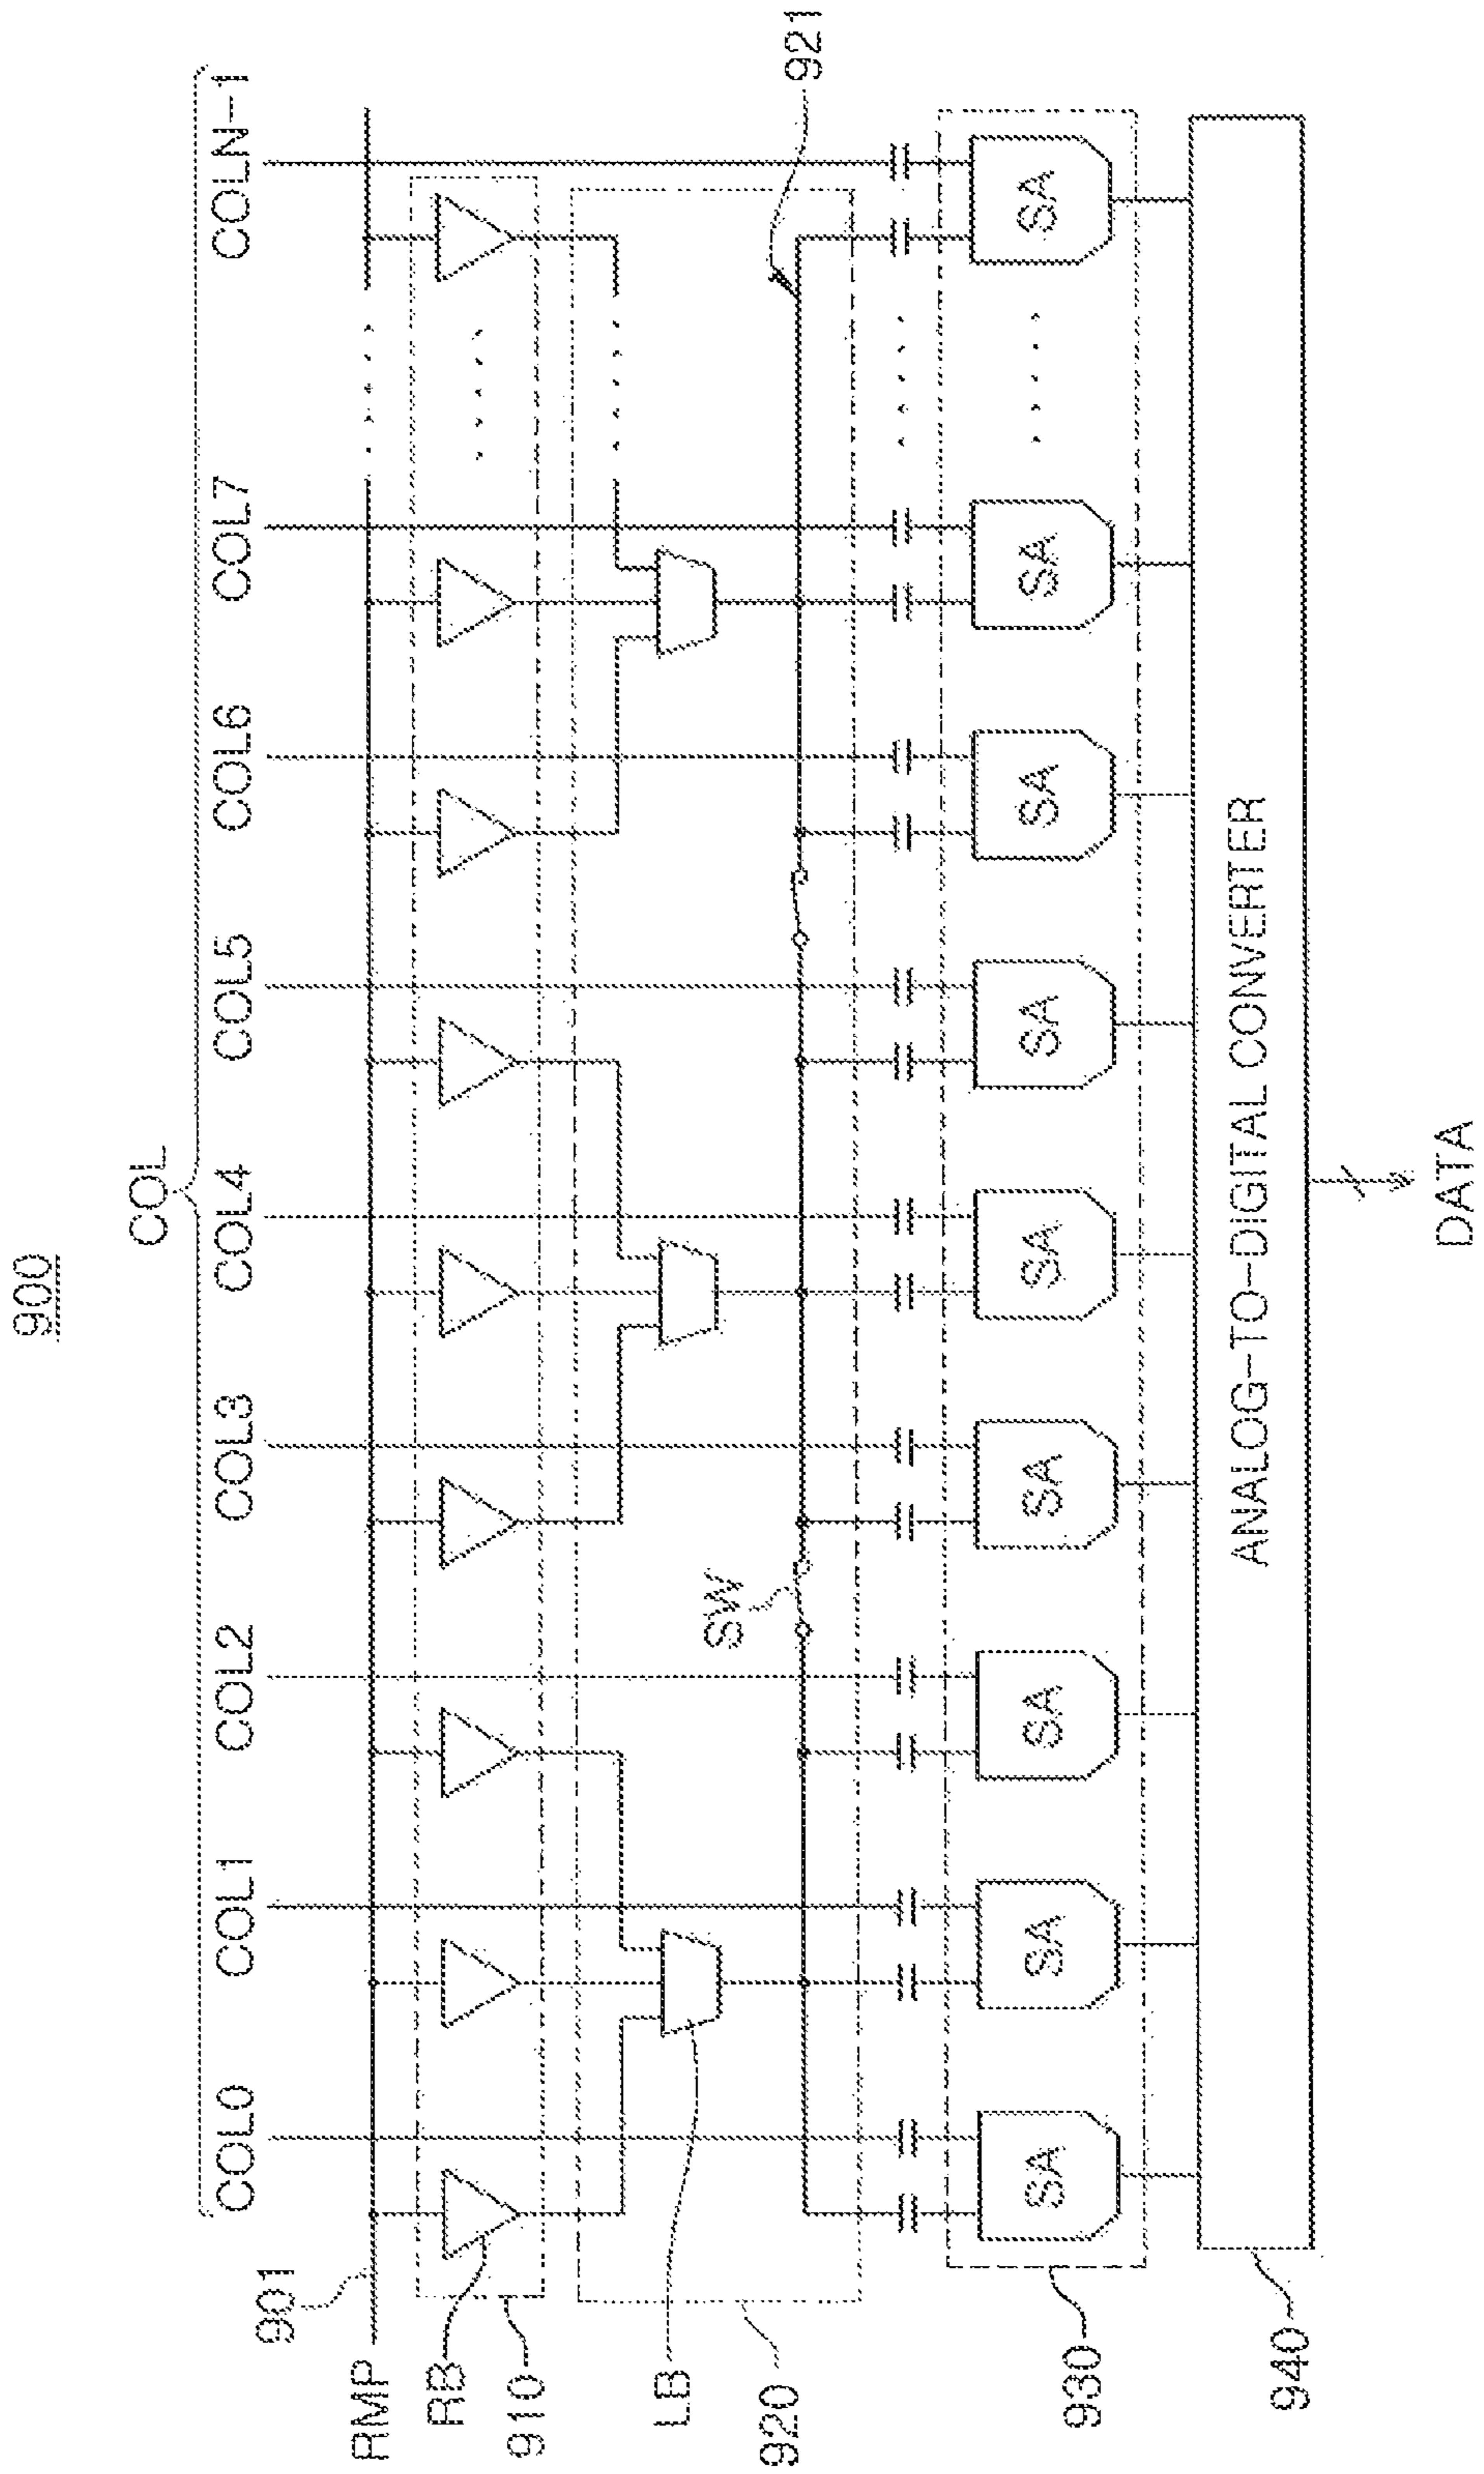 900
COL
COL0 COL1 COL2 COL3 COL4 COL5 COL6 COL7 COLN-1
901
RMP
RB
910
SW
921
LB
920
SA SA SA SA SA SA SA SA SA
930
ANALOG-TO-DIGITAL CONVERTER
940
DATA